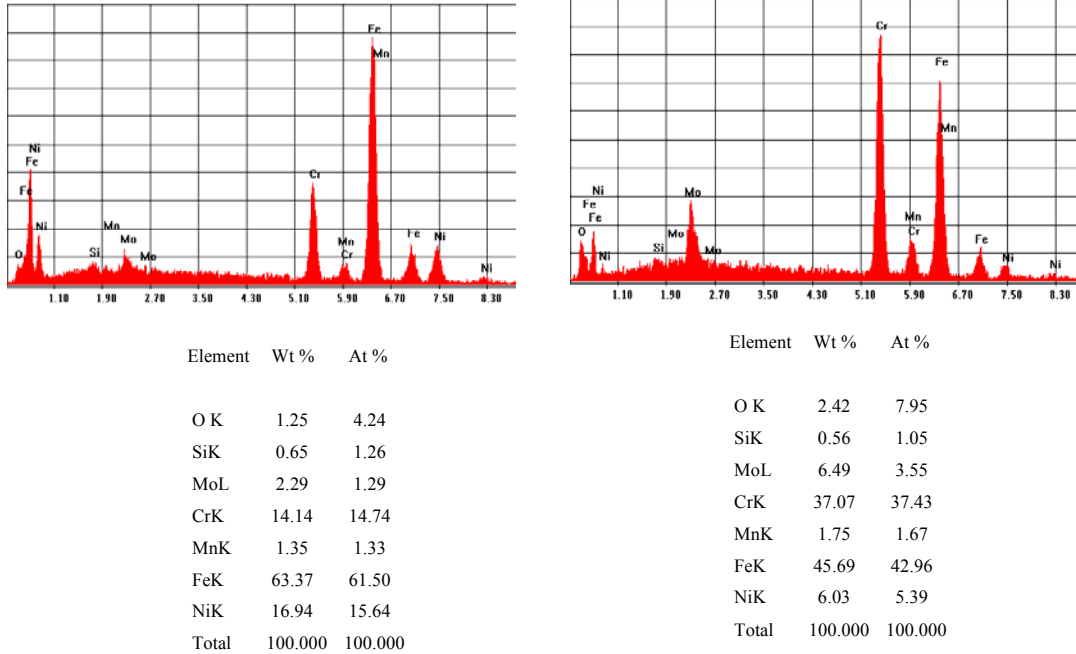 Fe
Mn
Ni
Fe
Fe
Ni
O
Si
Mn
Mo
Mo
Cr
Mn
Cr
Fe
Ni
Ni
1.10 1.90 2.70 3.50 4.30 5.10 5.90 6.70 7.50 8.30
Element Wt % At %
O K 1.25 4.24
SiK 0.65 1.26
MoL 2.29 1.29
CrK 14.14 14.74
MnK 1.35 1.33
FeK 63.37 61.50
NiK 16.94 15.64
Total 100.000 100.000
Cr
Fe
Mn
Ni
Fe
Fe
O
Ni
Si
Mo
Mo
Mo
Mn
Cr
Fe
Ni
Ni
1.10 1.90 2.70 3.50 4.30 5.10 5.90 6.70 7.50 8.30
Element Wt % At %
O K 2.42 7.95
SiK 0.56 1.05
MoL 6.49 3.55
CrK 37.07 37.43
MnK 1.75 1.67
FeK 45.69 42.96
NiK 6.03 5.39
Total 100.000 100.000